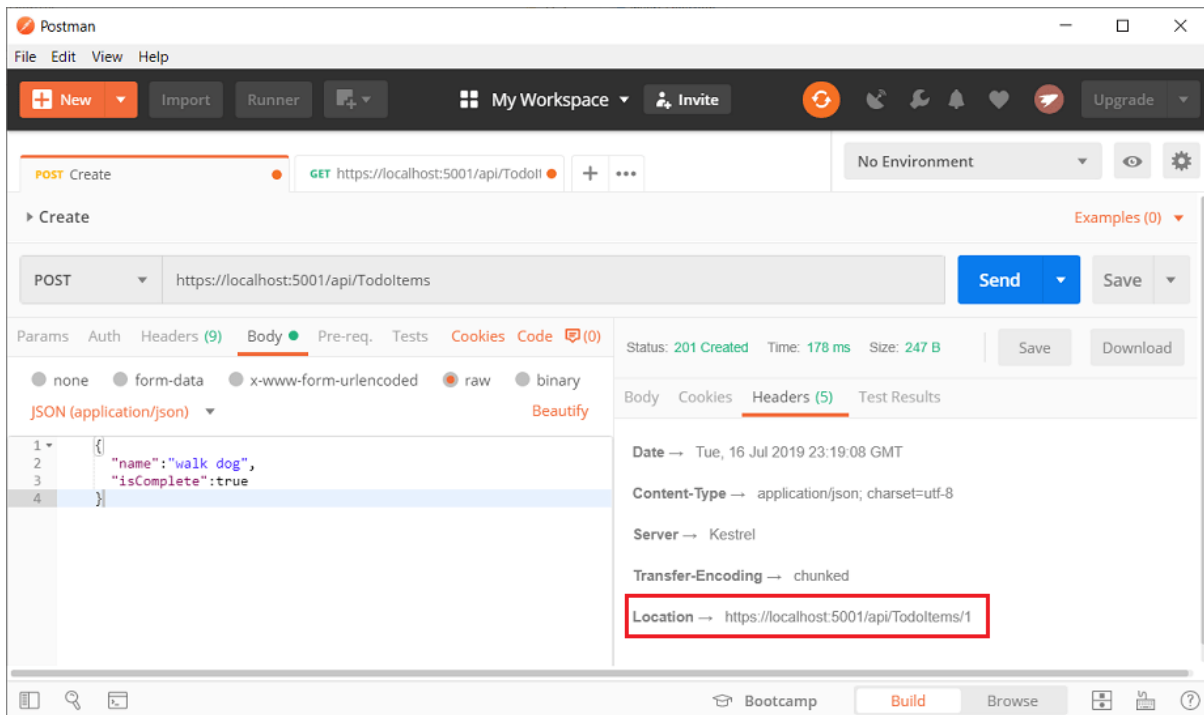 Postman
File Edit View Help
New Import Runner My Workspace Invite Upgrade
POST Create GET https://localhost:5001/api/TodoIt No Environment
Create Examples (0)
POST https://localhost:5001/api/TodoItems Send Save
Params Auth Headers (9) Body Pre-req. Tests Cookies Code (0)
Status: 201 Created Time: 178 ms Size: 247 B Save Download
none form-data x-www-form-urlencoded raw binary
JSON (application/json) Beautify
Body Cookies Headers (5) Test Results
1 {
2 "name":"walk dog",
3 "isComplete":true
4 }
Date → Tue, 16 Jul 2019 23:19:08 GMT
Content-Type → application/json; charset=utf-8
Server → Kestrel
Transfer-Encoding → chunked
Location → https://localhost:5001/api/TodoItems/1
Bootcamp Build Browse